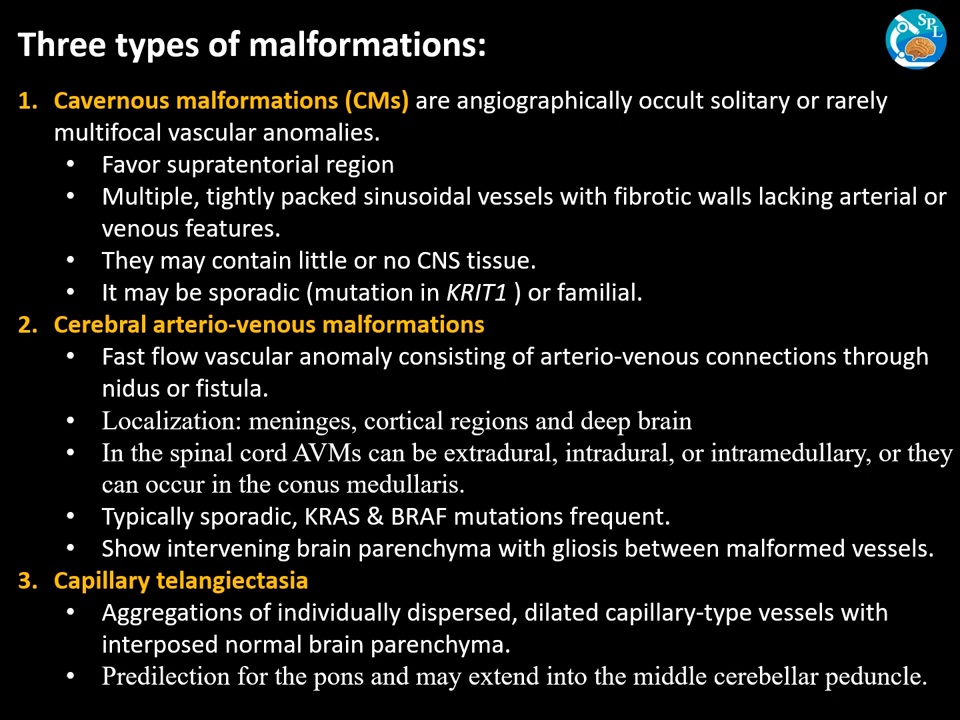 Three types of malformations:
SPL
1. Cavernous malformations (CMs) are angiographically occult solitary or rarely
multifocal vascular anomalies.
• Favor supratentorial region
• Multiple, tightly packed sinusoidal vessels with fibrotic walls lacking arterial or
venous features.
• They may contain little or no CNS tissue.
• It may be sporadic (mutation in KRIT1 ) or familial.
2. Cerebral arterio-venous malformations
• Fast flow vascular anomaly consisting of arterio-venous connections through
nidus or fistula.
• Localization: meninges, cortical regions and deep brain
• In the spinal cord AVMs can be extradural, intradural, or intramedullary, or they
can occur in the conus medullaris.
• Typically sporadic, KRAS & BRAF mutations frequent.
• Show intervening brain parenchyma with gliosis between malformed vessels.
3. Capillary telangiectasia
• Aggregations of individually dispersed, dilated capillary-type vessels with
interposed normal brain parenchyma.
• Predilection for the pons and may extend into the middle cerebellar peduncle.